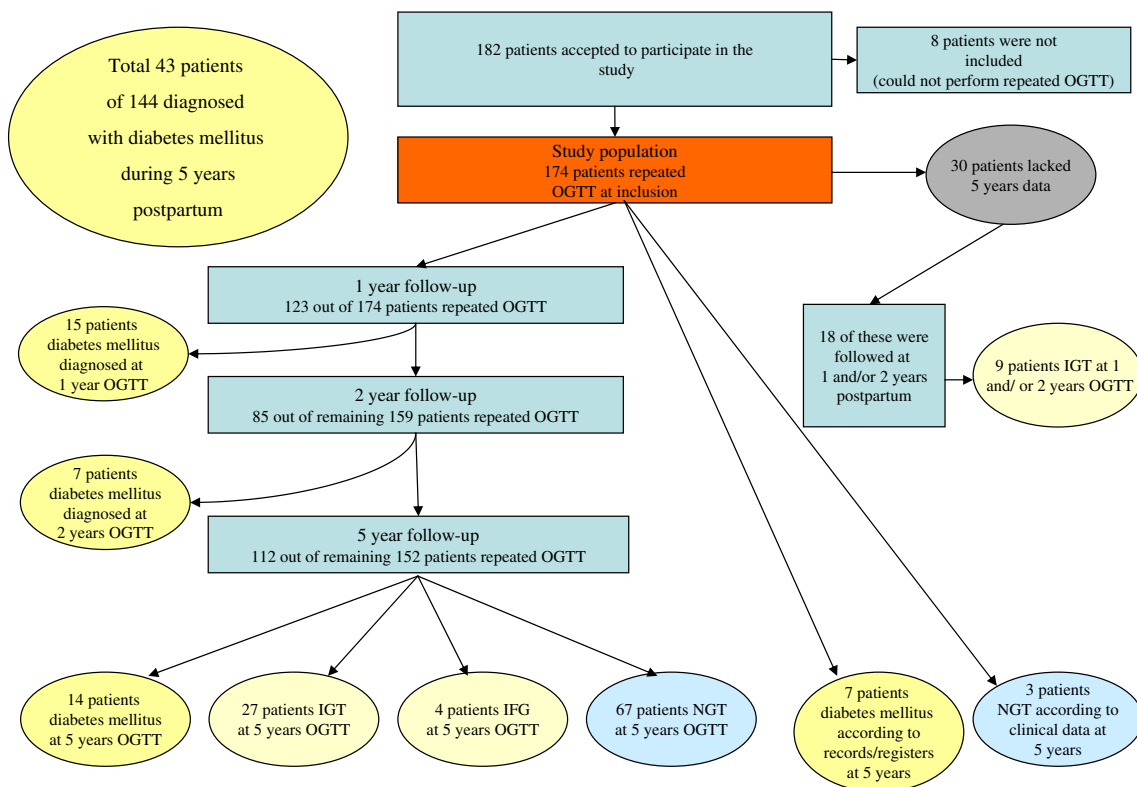 Total 43 patients
of 144 diagnosed
with diabetes mellitus
during 5 years
postpartum
182 patients accepted to participate in the
study
8 patients were not
included
(could not perform repeated OGTT)
Study population
174 patients repeated
OGTT at inclusion
30 patients lacked
5 years data
1 year follow-up
123 out of 174 patients repeated OGTT
15 patients
diabetes mellitus
diagnosed at
1 year OGTT
18 of these were
followed at
1 and/or 2 years
postpartum
9 patients IGT at 1
and/ or 2 years OGTT
2 year follow-up
85 out of remaining 159 patients repeated OGTT
7 patients
diabetes mellitus
diagnosed at
2 years OGTT
5 year follow-up
112 out of remaining 152 patients repeated OGTT
14 patients
diabetes mellitus
at 5 years OGTT
27 patients IGT
at 5 years OGTT
4 patients IFG
at 5 years OGTT
67 patients NGT
at 5 years OGTT
7 patients
diabetes mellitus
according to
records/registers
at 5 years
3 patients
NGT according to
clinical data at
5 years